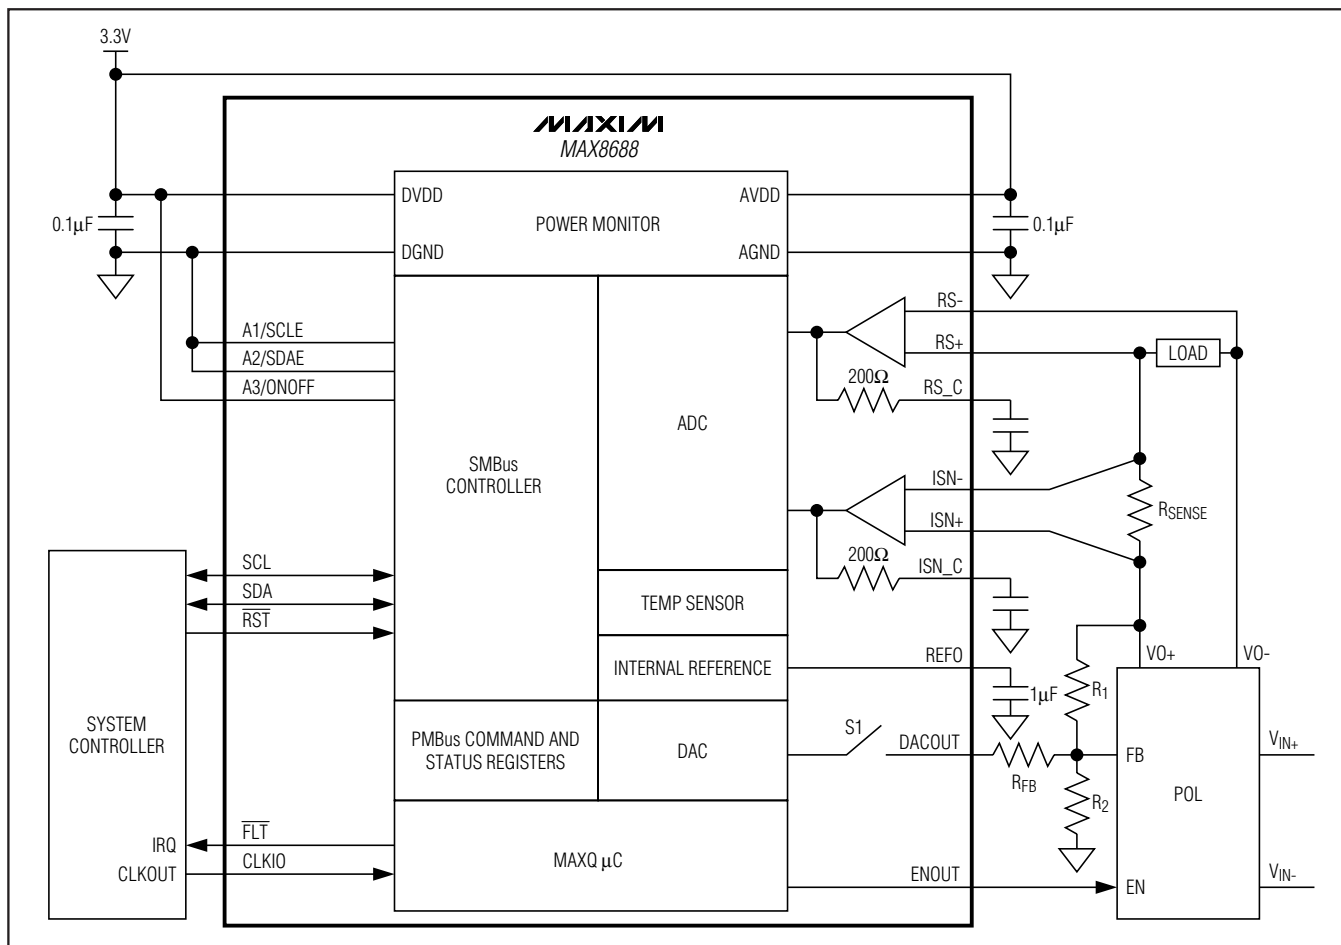 3.3V
MAXIM
MAX8688
DVDD
AVDD
POWER MONITOR
0.1µF
0.1µF
DGND
AGND
A1/SCLE
A2/SDAE
A3/ONOFF
RS-
RS+
LOAD
200Ω
RS_C
ADC
SMBus
CONTROLLER
ISN-
ISN+
RSENSE
200Ω
ISN_C
SCL
SDA
RST
TEMP SENSOR
INTERNAL REFERENCE
REFO
1µF
VO+
VO-
R1
SYSTEM
CONTROLLER
PMBus COMMAND AND
STATUS REGISTERS
DAC
S1
DACOUT
RFB
R2
FB
POL
VIN+
VIN-
IRQ
FLT
CLKOUT
CLKIO
MAXQ µC
ENOUT
EN